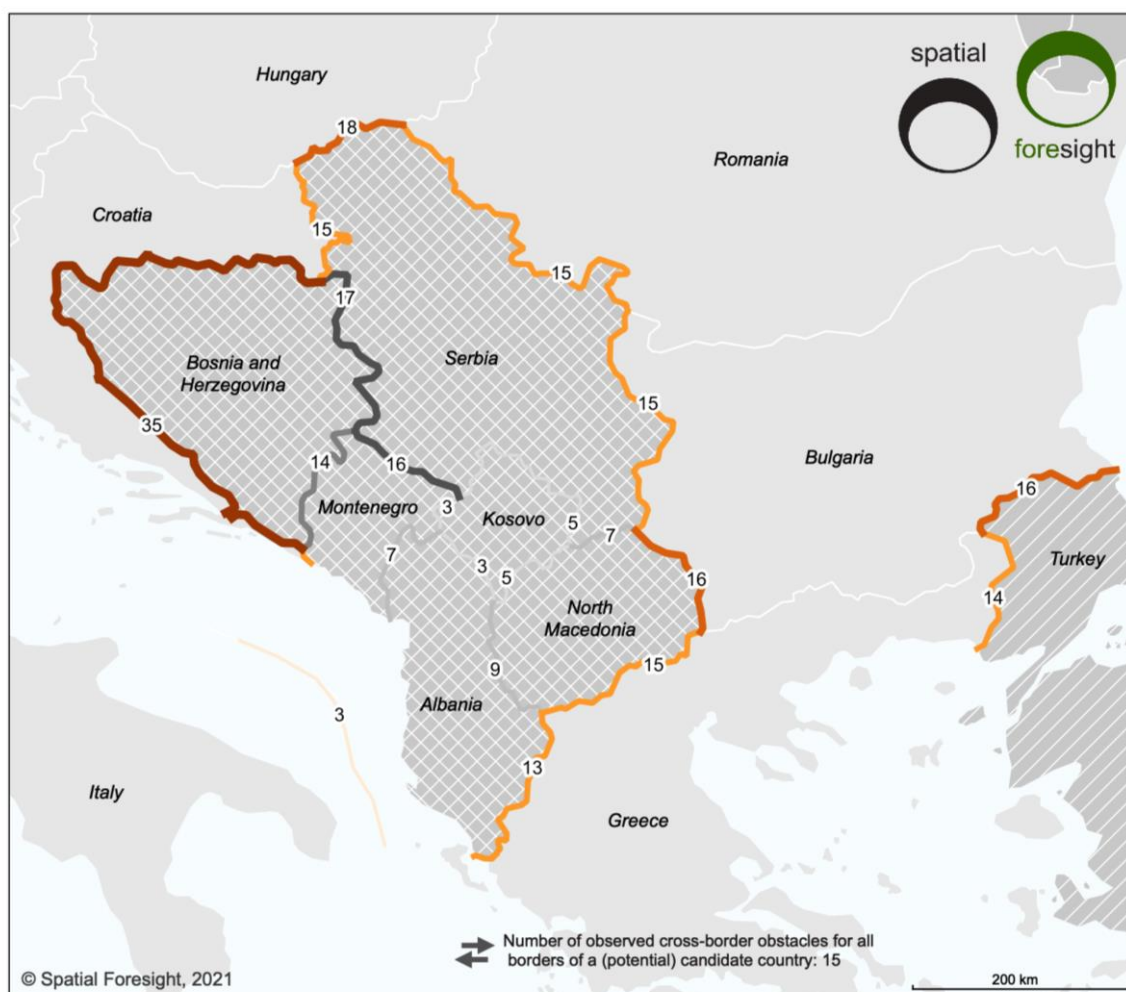 spatial
foresight
Hungary
18
Romania
Croatia
15
15
17
Bosnia and
Herzegovina
Serbia
35
15
14
16
Bulgaria
16
Montenegro
3
Kosovo
5
7
Turkey
7
3
5
16
14
North
Macedonia
9
15
Albania
3
13
Italy
Greece
Number of observed cross-border obstacles for all
borders of a (potential) candidate country: 15
© Spatial Foresight, 2021
200 km